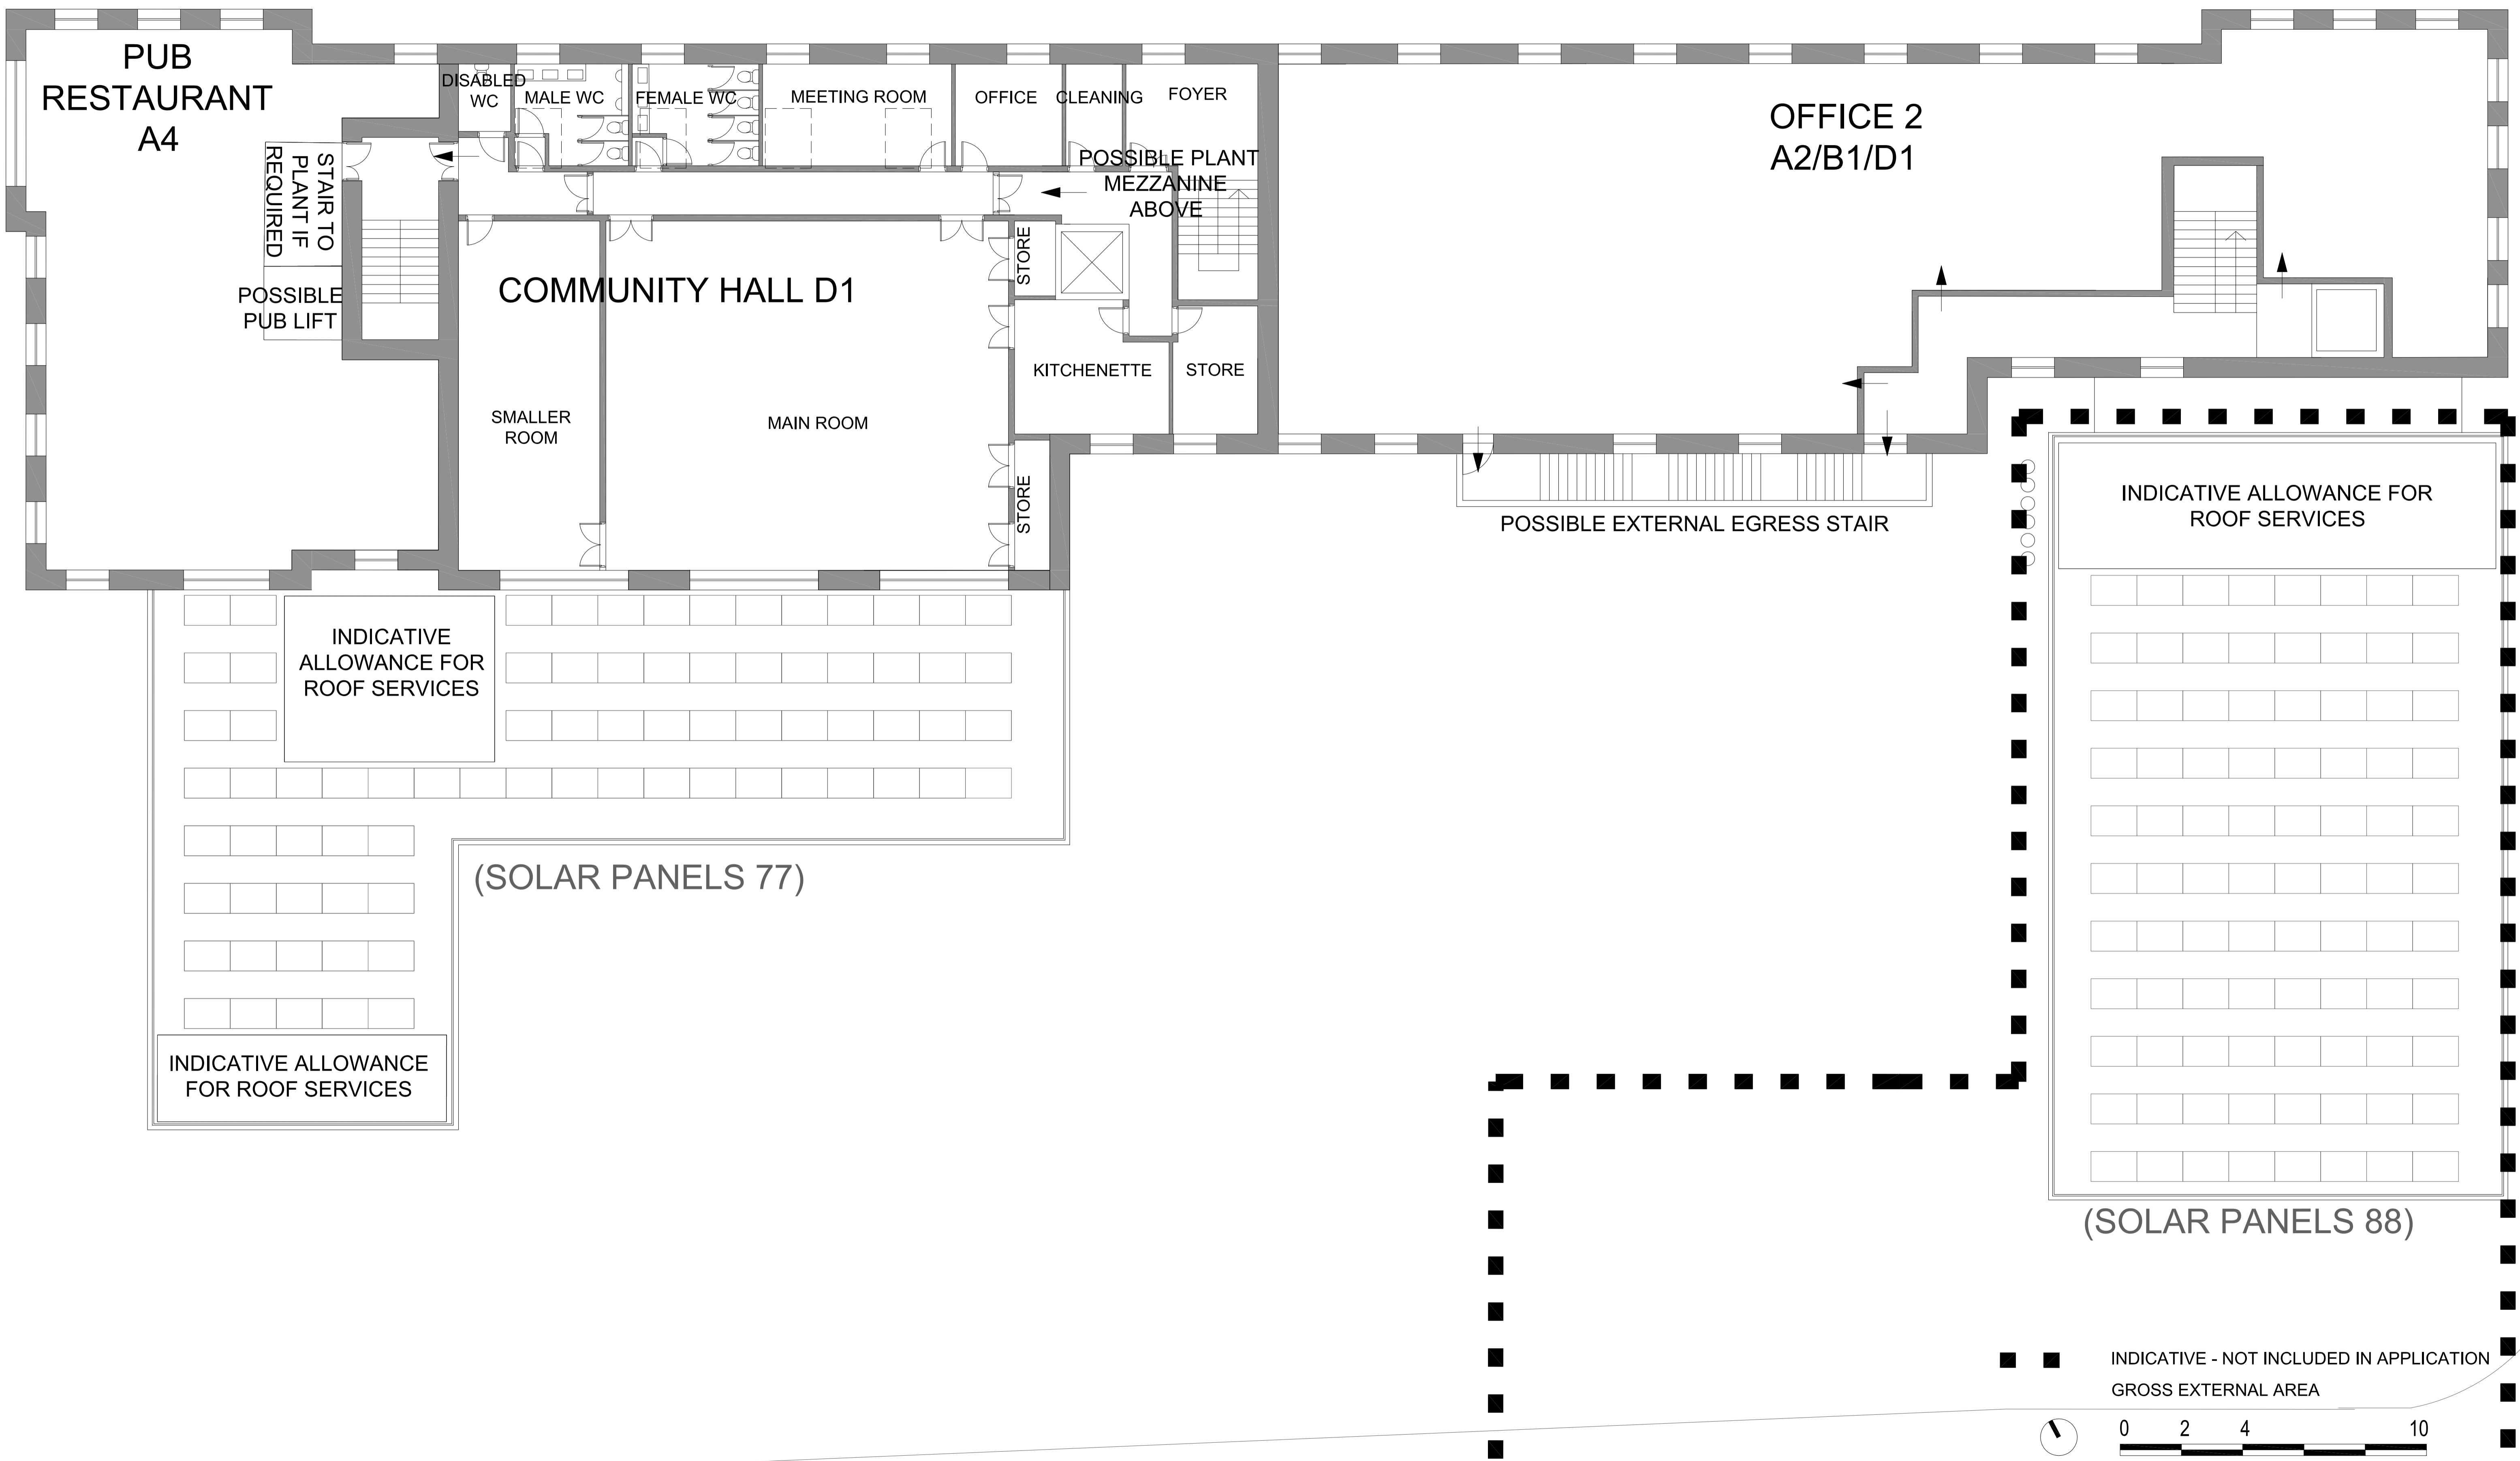 PUB
RESTAURANT
A4
DISABLED
WC
MALE WC
FEMALE WC
MEETING ROOM
OFFICE
CLEANING
FOYER
OFFICE 2
A2/B1/D1
STAIR TO
PLANT IF
REQUIRED
POSSIBLE PLANT
MEZZANINE
ABOVE
POSSIBLE
PUB LIFT
COMMUNITY HALL D1
STORE
KITCHENETTE
STORE
SMALLER
ROOM
MAIN ROOM
STORE
POSSIBLE EXTERNAL EGRESS STAIR
INDICATIVE ALLOWANCE FOR
ROOF SERVICES
INDICATIVE
ALLOWANCE FOR
ROOF SERVICES
(SOLAR PANELS 77)
INDICATIVE ALLOWANCE
FOR ROOF SERVICES
(SOLAR PANELS 88)
INDICATIVE - NOT INCLUDED IN APPLICATION
GROSS EXTERNAL AREA
0 2 4 10